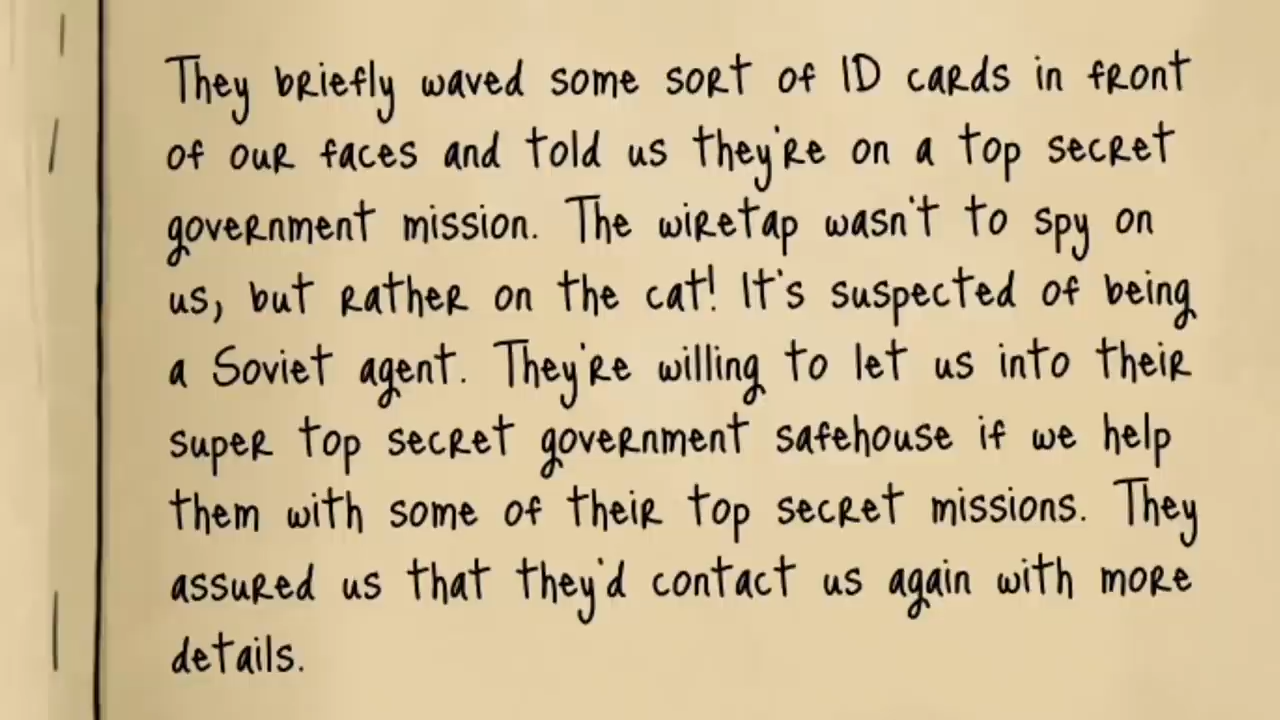 They briefly waved some sort of ID cards in front
of our faces and told us they're on a top secret
government mission. The wiretap wasn't to spy on
us, but rather on the cat! It's suspected of being
a Soviet agent. They're willing to let us into their
super top secret government safehouse if we help
them with some of their top secret missions. They
assured us that they'd contact us again with more
details.